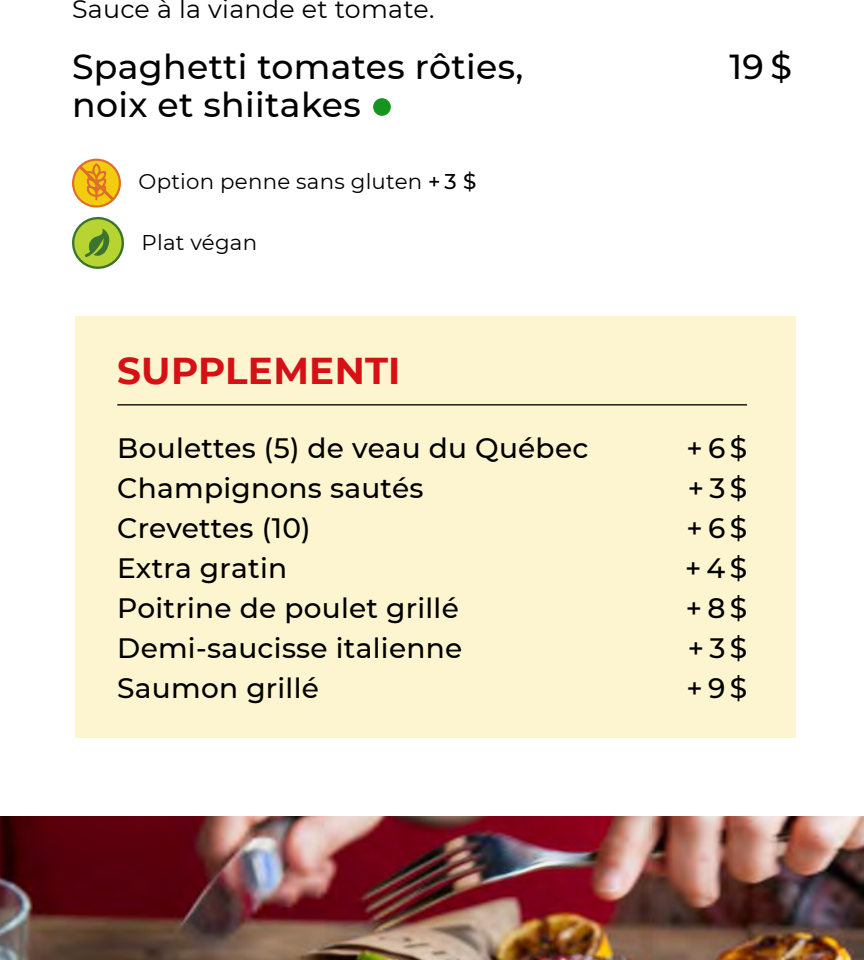 Sauce à la viande et tomate.
Spaghetti tomates rôties, 19 $
noix et shiitakes
Option penne sans gluten + 3 $
Plat végan
SUPPLEMENTI
Boulettes (5) de veau du Québec + 6 $
Champignons sautés + 3 $
Crevettes (10) + 6 $
Extra gratin + 4 $
Poitrine de poulet grillé + 8 $
Demi-saucisse italienne + 3 $
Saumon grillé + 9 $